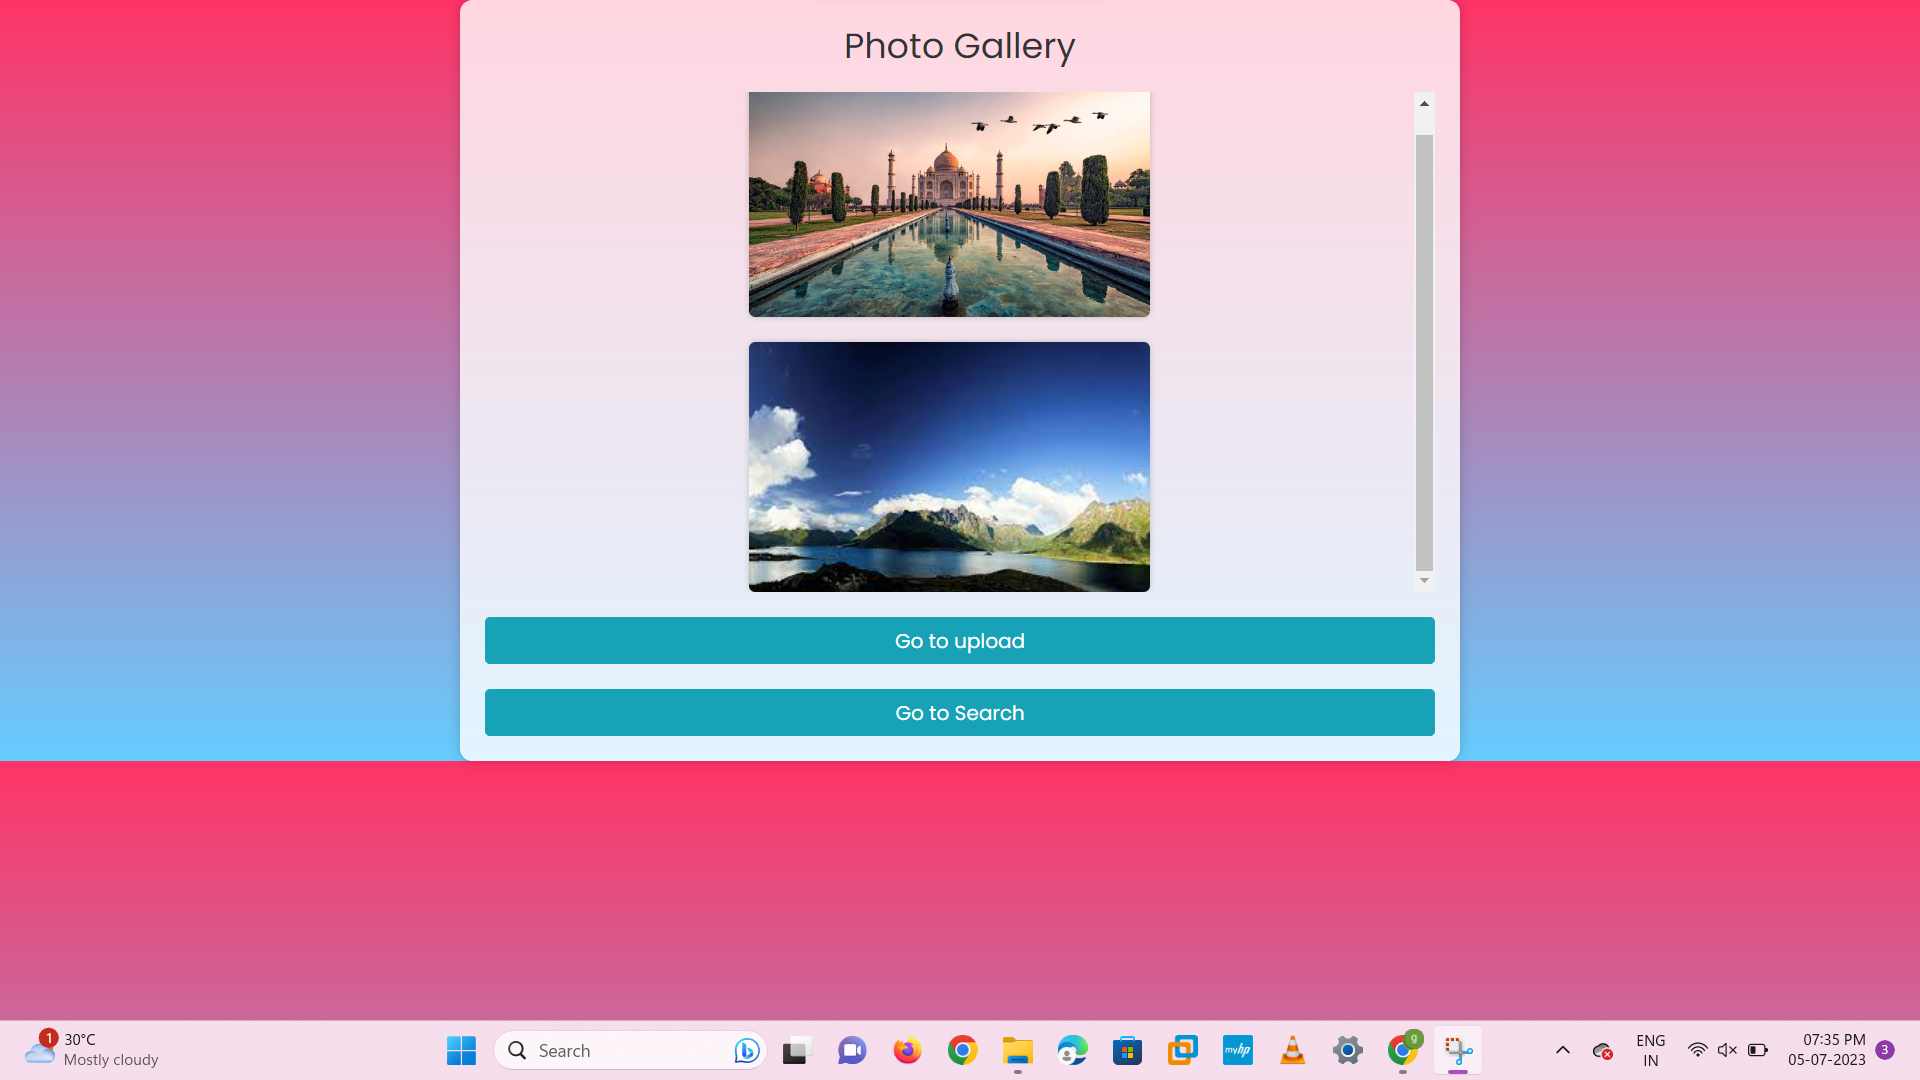 Photo Gallery
Go to upload
Go to Search
1
30°C
Mostly cloudy
Search
myhp
9
ENG
IN
07:35 PM
05-07-2023
3